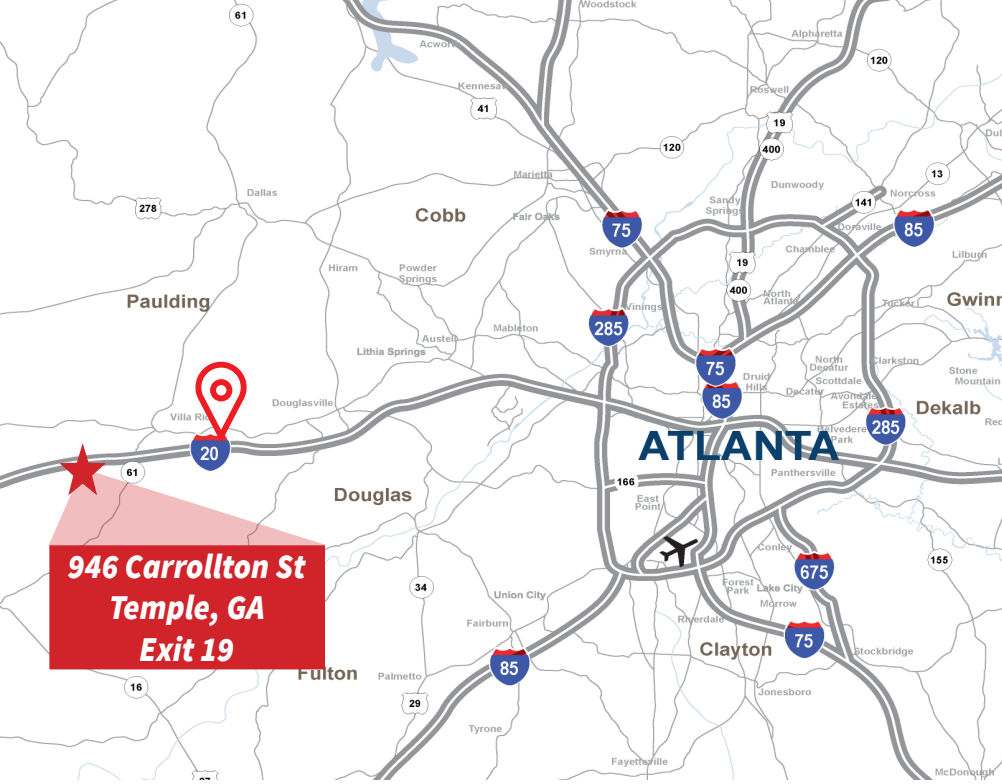 61
Woodstock
Acworth
Alpharetta
120
Kennesaw
Roswell
41
19
400
120
Marietta
13
Dallas
Dunwoody
Norcross
278
Sandy
Springs
141
Cobb
Fair Oaks
75
Doraville
85
Smyrna
Chamblee
Lilburn
Hiram
Powder
Springs
19
400
Paulding
North
Atlanta
Tucker
Gwinn
Vinings
285
Mableton
Austell
Lithia Springs
75
North
Decatur
Clarkston
Druid
Hills
Scottdale
Stone
Mountain
Decatur
85
Avondale
Estates
Douglasville
Dekalb
Villa Ric
285
Belvedere
Park
ATLANTA
20
61
Panthersville
166
Douglas
East
Point
946 Carrollton St
Temple, GA
Exit 19
Conley
155
675
34
Forest
Park
Lake City
Union City
Morrow
Fairburn
Riverdale
75
Clayton
Stockbridge
85
Fulton
Palmetto
16
Jonesboro
29
Tyrone
Fayetteville
McDonough